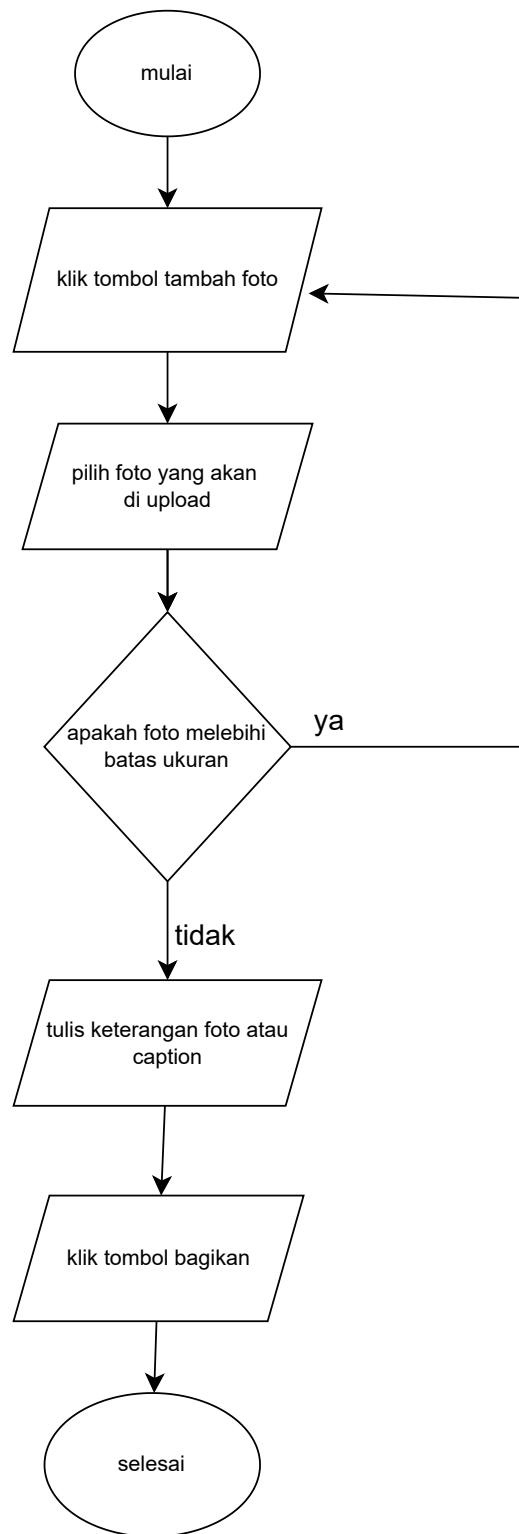 mulai
klik tombol tambah foto
pilih foto yang akan
di upload
apakah foto melebihi
batas ukuran
ya
tidak
tulis keterangan foto atau
caption
klik tombol bagikan
selesai